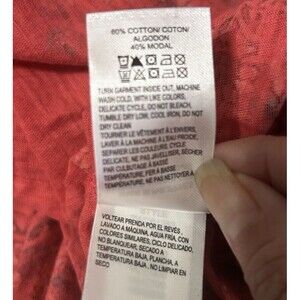 60% COTTON/ COTON/
ALGODON
40% MODAL
TURN GARMENT INSIDE OUT, MACHINE
WASH COLD, WITH LIKE COLORS,
DELICATE CYCLE, DO NOT BLEACH,
TUMBLE DRY LOW, COOL IRON, DO NOT
DRY CLEAN
TOURNER LE VÊTEMENT À L'ENVERS,
LAVER À LA MACHINE À L'EAU FROIDE,
SEPARER LES COULEURS, CYCLE
DELICATE, NE PAS JAVELLISER, SÉCHER
PAR CULBUTAGE À BASSE
TEMPÉRATURE, FER À BASSE
TEMPÉRATURE, NE PAS NETTOYER À
VOLTEAR PRENDA POR EL REVÉS
LAVADO A MÁQUINA, AGUA FRÍA, CON
COLORES SIMILARES, CICLO DELICADO,
NO BLANQUEAR, SECADO A
TEMPERATURA BAJA, PLANCHA, A
TEMPERATURA BAJA, NO LIMPIAR EN
SECO